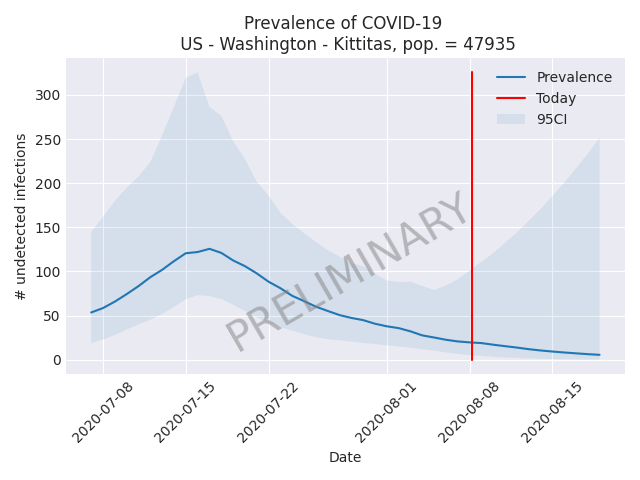 Prevalence of COVID-19
US - Washington - Kittitas, pop. = 47935
# undetected infections
300
250
200
150
100
50
0
Prevalence
Today
95CI
PRELIMINARY
2020-07-08
2020-07-15
2020-07-22
2020-08-01
2020-08-08
2020-08-15
Date